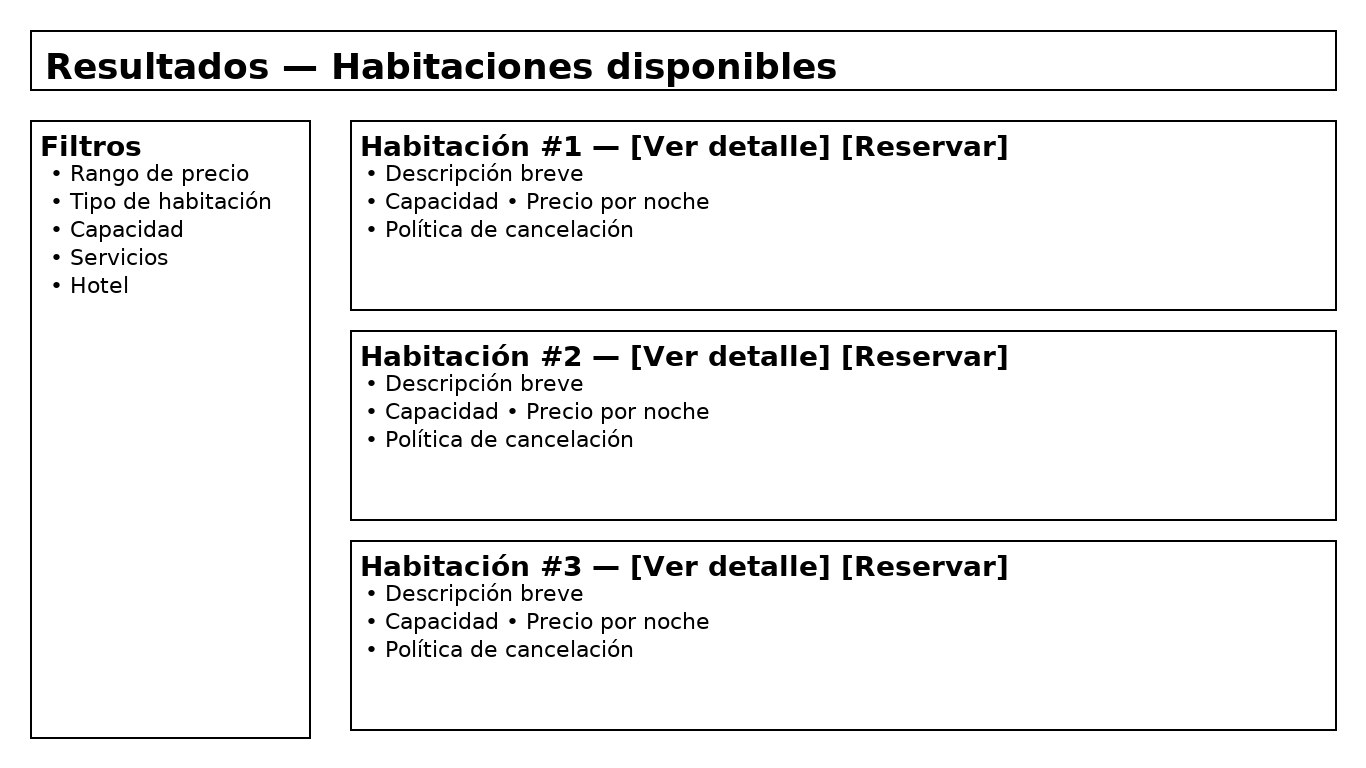 Resultados — Habitaciones disponibles
Filtros
• Rango de precio
• Tipo de habitación
• Capacidad
• Servicios
• Hotel
Habitación #1 — [Ver detalle] [Reservar]
• Descripción breve
• Capacidad • Precio por noche
• Política de cancelación
Habitación #2 — [Ver detalle] [Reservar]
• Descripción breve
• Capacidad • Precio por noche
• Política de cancelación
Habitación #3 — [Ver detalle] [Reservar]
• Descripción breve
• Capacidad • Precio por noche
• Política de cancelación